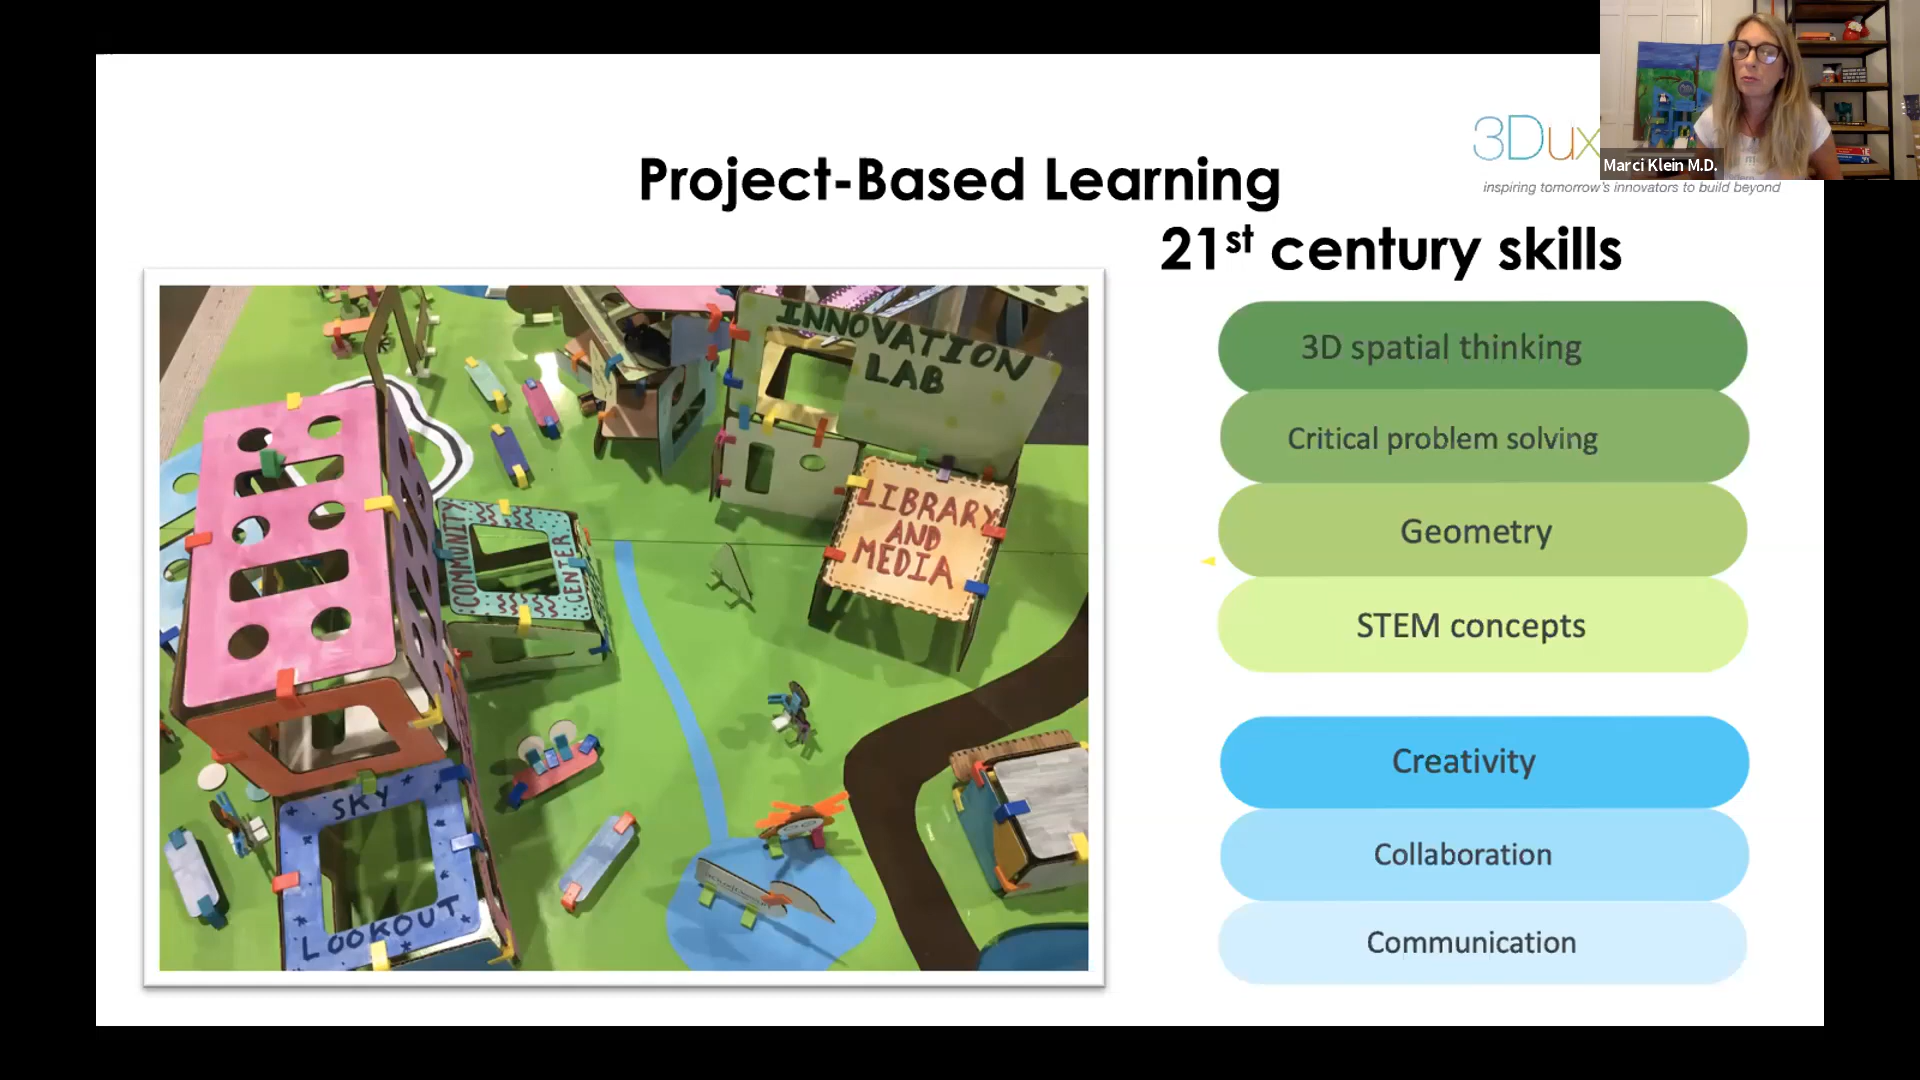 Project-Based Learning
3Dux
Marci Klein M.D.
inspiring tomorrow's innovators to build beyond
21st century skills
INNOVATION
LAB
LIBRARY
AND
MEDIA
COMMUNITY
CENTER
SKY
LOOKOUT
3D spatial thinking
Critical problem solving
Geometry
STEM concepts
Creativity
Collaboration
Communication